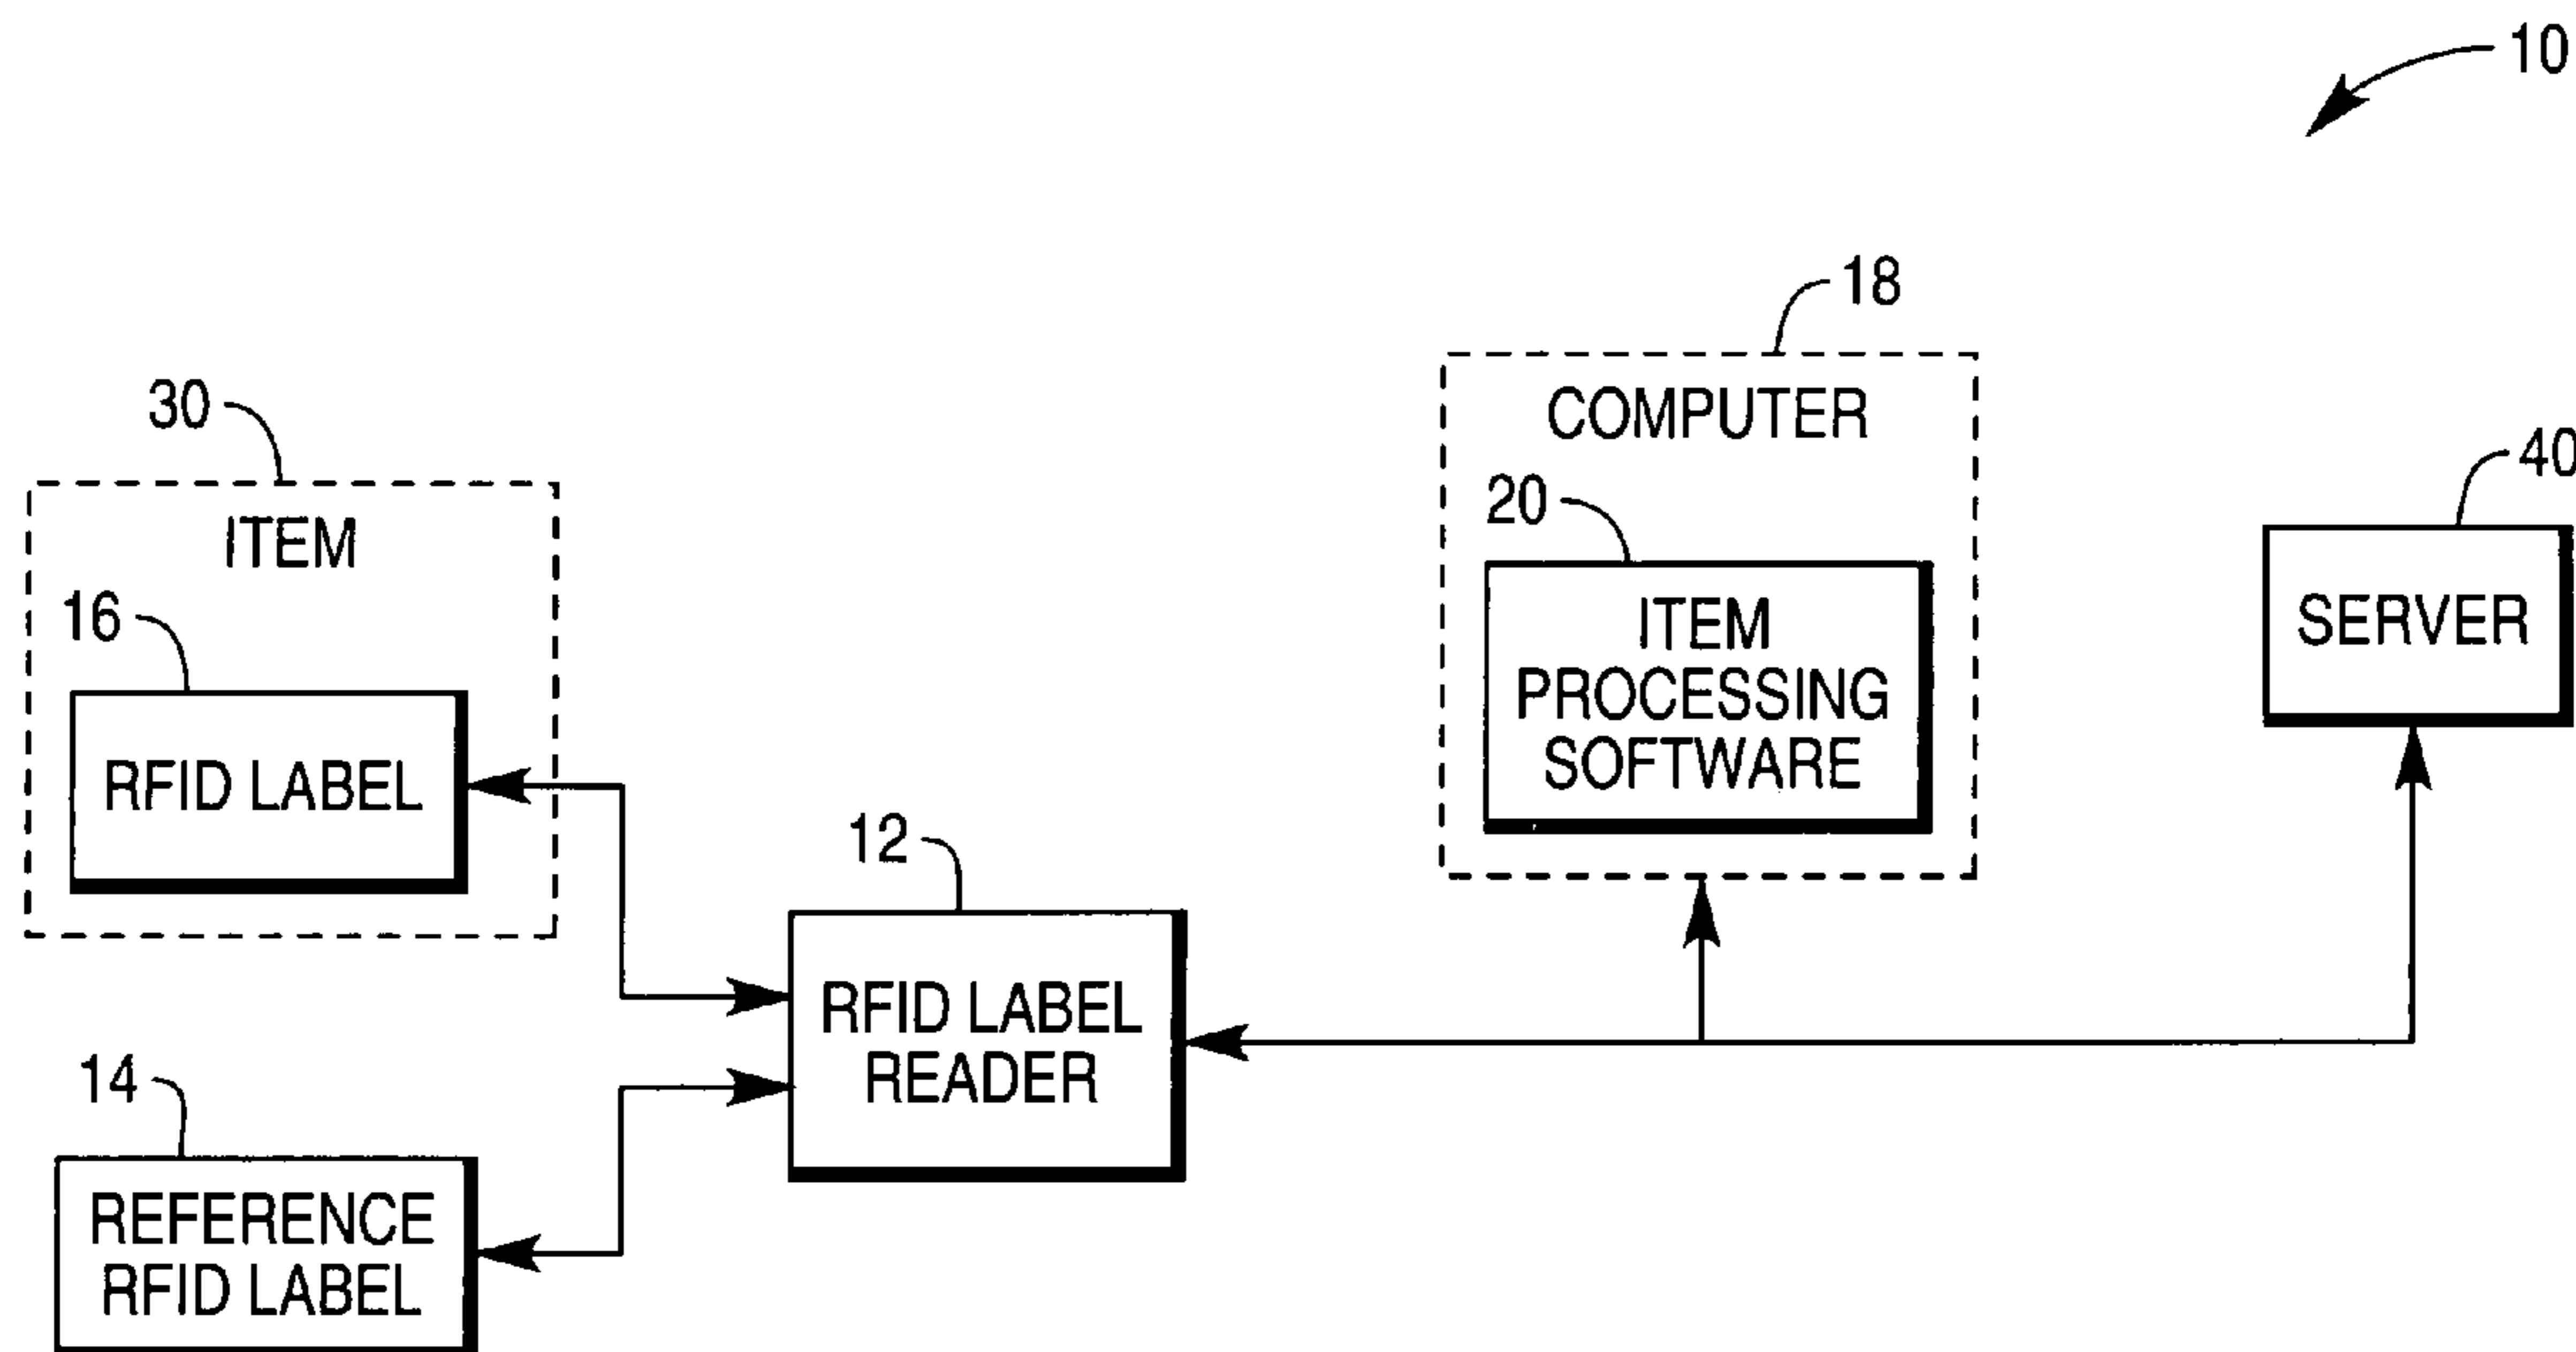 10
18
COMPUTER
30
ITEM
40
20
16
ITEM
PROCESSING
SOFTWARE
SERVER
RFID LABEL
12
RFID LABEL
READER
14
REFERENCE
RFID LABEL